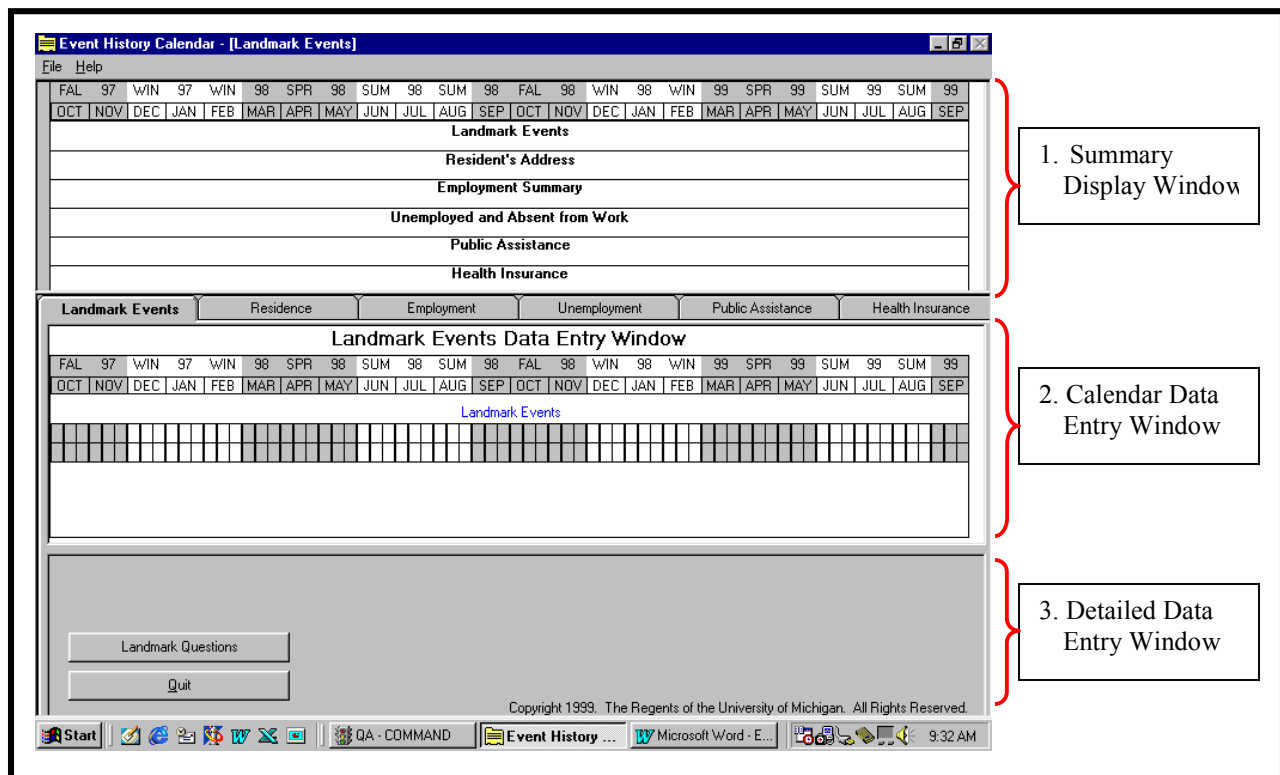 Event History Calendar - [Landmark Events]
File Help
FAL 97 WIN 97 WIN 98 SPR 98 SUM 98 SUM 98 FAL 98 WIN 98 WIN 99 SPR 99 SUM 99 SUM 99
OCT NOV DEC JAN FEB MAR APR MAY JUN JUL AUG SEP OCT NOV DEC JAN FEB MAR APR MAY JUN JUL AUG SEP
Landmark Events
Resident's Address
Employment Summary
Unemployed and Absent from Work
Public Assistance
Health Insurance
1. Summary
Display Window
Landmark Events Residence Employment Unemployment Public Assistance Health Insurance
Landmark Events Data Entry Window
FAL 97 WIN 97 WIN 98 SPR 98 SUM 98 SUM 98 FAL 98 WIN 98 WIN 99 SPR 99 SUM 99 SUM 99
OCT NOV DEC JAN FEB MAR APR MAY JUN JUL AUG SEP OCT NOV DEC JAN FEB MAR APR MAY JUN JUL AUG SEP
Landmark Events
2. Calendar Data
Entry Window
Landmark Questions
Quit
3. Detailed Data
Entry Window
Copyright 1999. The Regents of the University of Michigan. All Rights Reserved.
Start QA - COMMAND Event History ... Microsoft Word - E... 9:32 AM